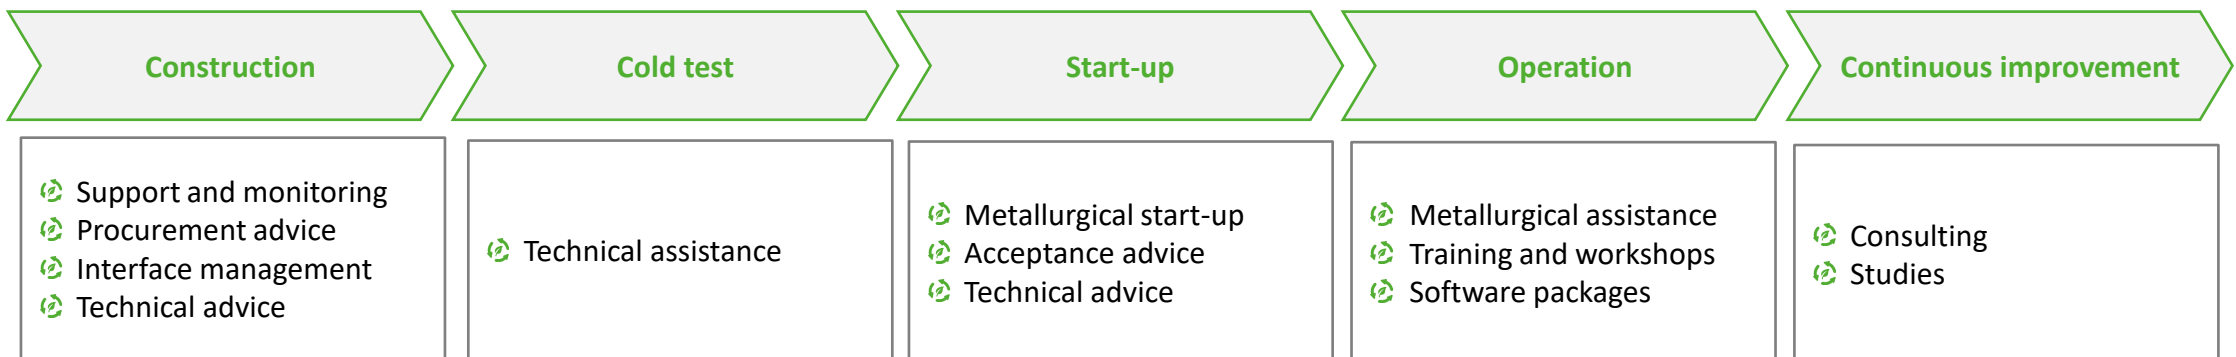 Construction
Cold test
Start-up
Operation
Continuous improvement
Support and monitoring
Procurement advice
Interface management
Technical advice
Technical assistance
Metallurgical start-up
Acceptance advice
Technical advice
Metallurgical assistance
Training and workshops
Software packages
Consulting
Studies